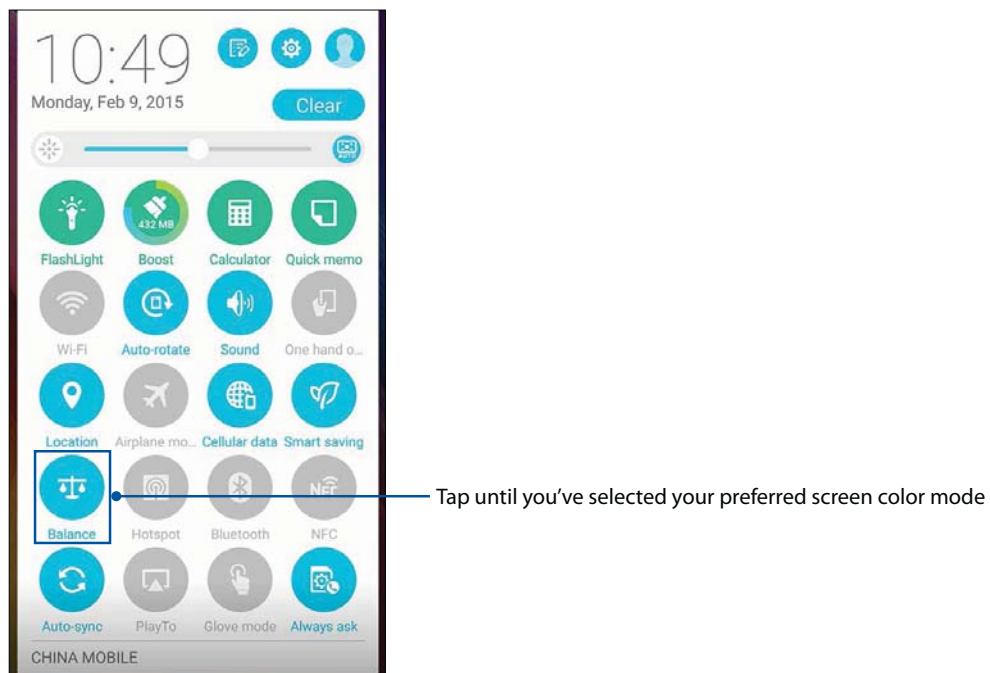 10:49
Monday, Feb 9, 2015
Clear
AUTO
432 MB
FlashLight Boost Calculator Quick memo
Wi-Fi Auto-rotate Sound One hand o...
Location Airplane mo... Cellular data Smart saving
NFC
Balance Hotspot Bluetooth NFC
Tap until you’ve selected your preferred screen color mode
Auto-sync PlayTo Glove mode Always ask
CHINA MOBILE